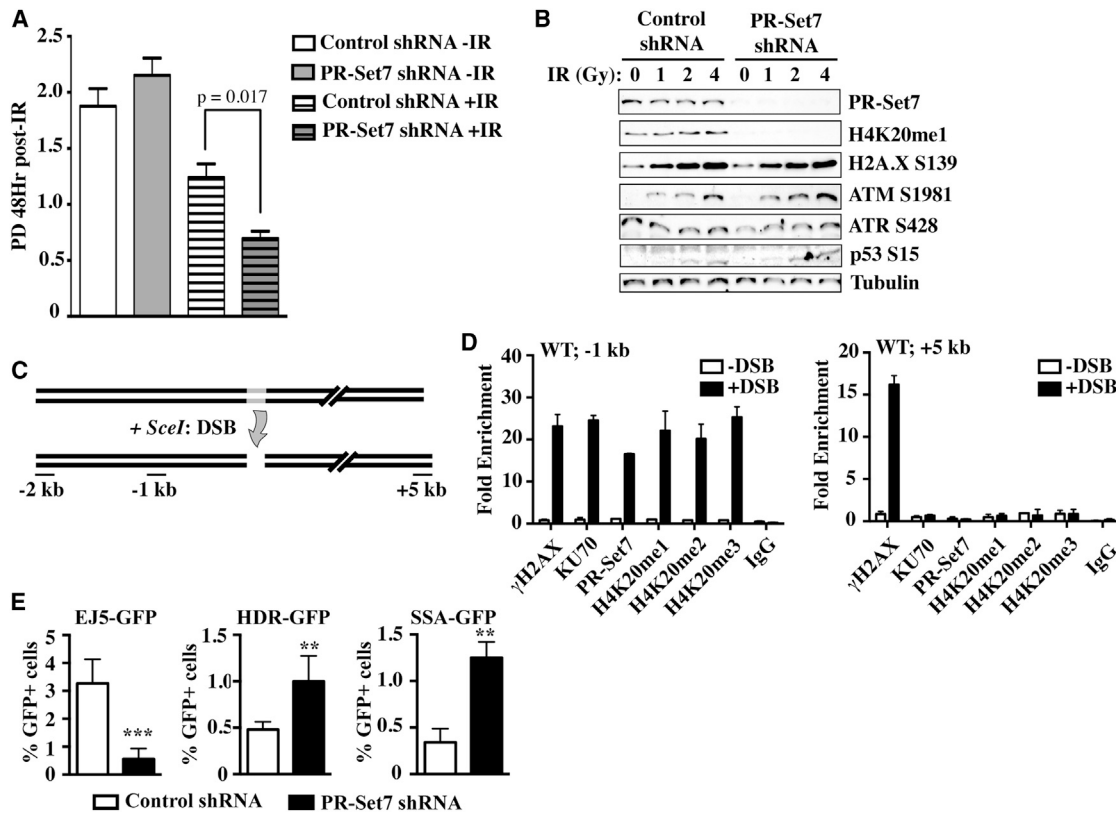 A
PD 48Hr post-IR
2.5
2.0
1.5
1.0
0.5
0
p = 0.017
Control shRNA -IR
PR-Set7 shRNA -IR
Control shRNA +IR
PR-Set7 shRNA +IR
B
Control shRNA
PR-Set7 shRNA
IR (Gy): 0 1 2 4 0 1 2 4
PR-Set7
H4K20me1
H2A.X S139
ATM S1981
ATR S428
p53 S15
Tubulin
C
+ SceI: DSB
-2 kb
-1 kb
+5 kb
D
WT; -1 kb
Fold Enrichment
40
30
20
10
0
-DSB
+DSB
γH2AX
KU70
PR-Set7
H4K20me1
H4K20me2
H4K20me3
IgG
WT; +5 kb
Fold Enrichment
20
15
10
5
0
-DSB
+DSB
γH2AX
KU70
PR-Set7
H4K20me1
H4K20me2
H4K20me3
IgG
E
EJ5-GFP
% GFP+ cells
5
4
3
2
1
0
***
HDR-GFP
% GFP+ cells
1.5
1.0
0.5
0
**
SSA-GFP
% GFP+ cells
1.5
1.0
0.5
0
**
Control shRNA
PR-Set7 shRNA